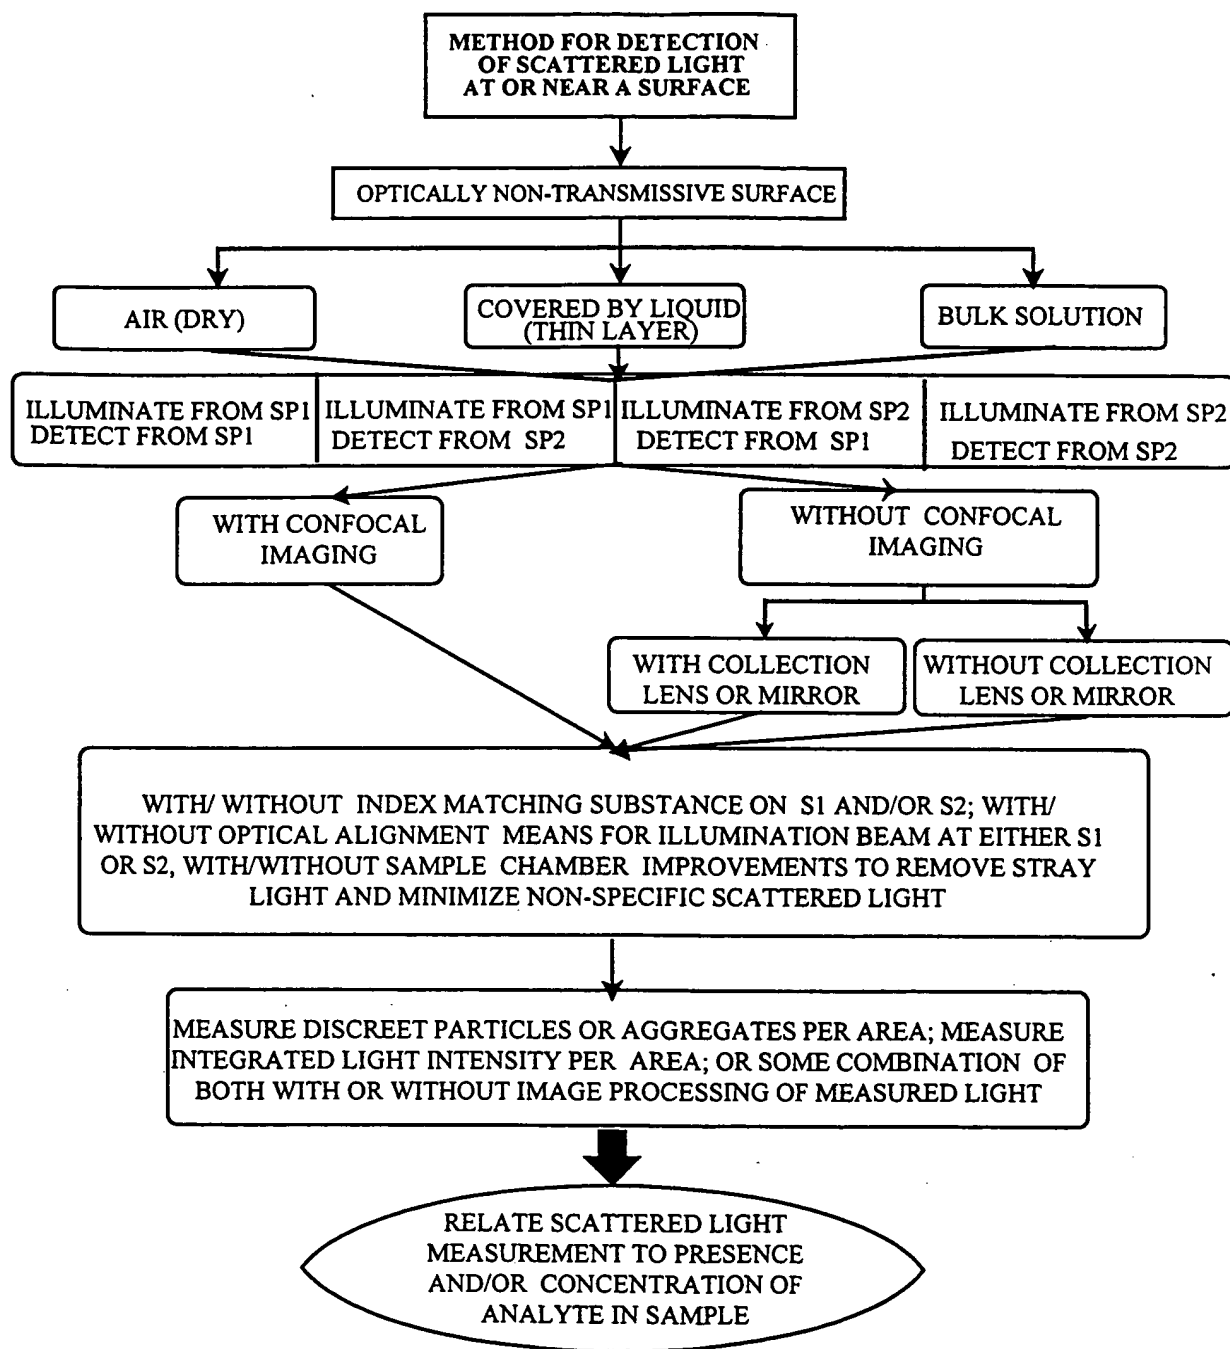 METHOD FOR DETECTION
OF SCATTERED LIGHT
AT OR NEAR A SURFACE
OPTICALLY NON-TRANSMISSIVE SURFACE
AIR (DRY)
COVERED BY LIQUID
(THIN LAYER)
BULK SOLUTION
ILLUMINATE FROM SP1
DETECT FROM SP1
ILLUMINATE FROM SP1
DETECT FROM SP2
ILLUMINATE FROM SP2
DETECT FROM SP1
ILLUMINATE FROM SP2
DETECT FROM SP2
WITH CONFOCAL
IMAGING
WITHOUT CONFOCAL
IMAGING
WITH COLLECTION
LENS OR MIRROR
WITHOUT COLLECTION
LENS OR MIRROR
WITH/ WITHOUT INDEX MATCHING SUBSTANCE ON S1 AND/OR S2; WITH/
WITHOUT OPTICAL ALIGNMENT MEANS FOR ILLUMINATION BEAM AT EITHER S1
OR S2, WITH/WITHOUT SAMPLE CHAMBER IMPROVEMENTS TO REMOVE STRAY
LIGHT AND MINIMIZE NON-SPECIFIC SCATTERED LIGHT
MEASURE DISCREET PARTICLES OR AGGREGATES PER AREA; MEASURE
INTEGRATED LIGHT INTENSITY PER AREA; OR SOME COMBINATION OF
BOTH WITH OR WITHOUT IMAGE PROCESSING OF MEASURED LIGHT
RELATE SCATTERED LIGHT
MEASUREMENT TO PRESENCE
AND/OR CONCENTRATION OF
ANALYTE IN SAMPLE